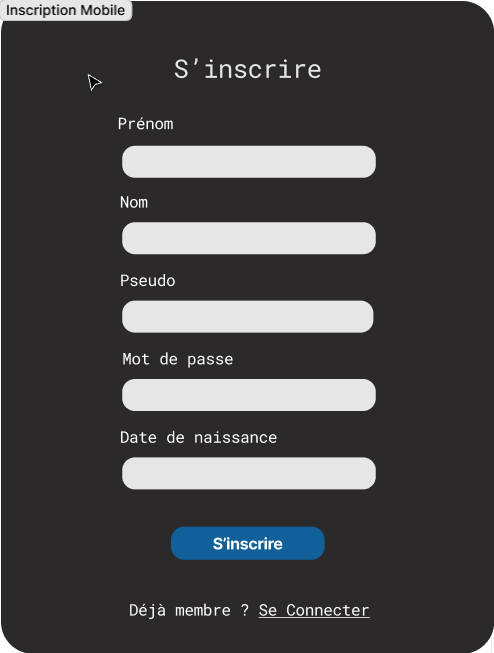 Inscription Mobile
S’inscrire
Prénom
Nom
Pseudo
Mot de passe
Date de naissance
S’inscrire
Déjà membre ? Se Connecter